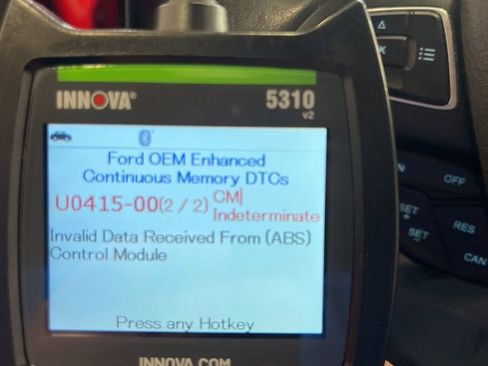 INNOVA®
5310
v2
Ford OEM Enhanced
Continuous Memory DTCs
U0415-00(2 / 2) CM|
Indeterminate
Invalid Data Received From (ABS)
Control Module
Press any Hotkey
INNOVA.COM
OFF
SET
+
RES
SET
-
CAN